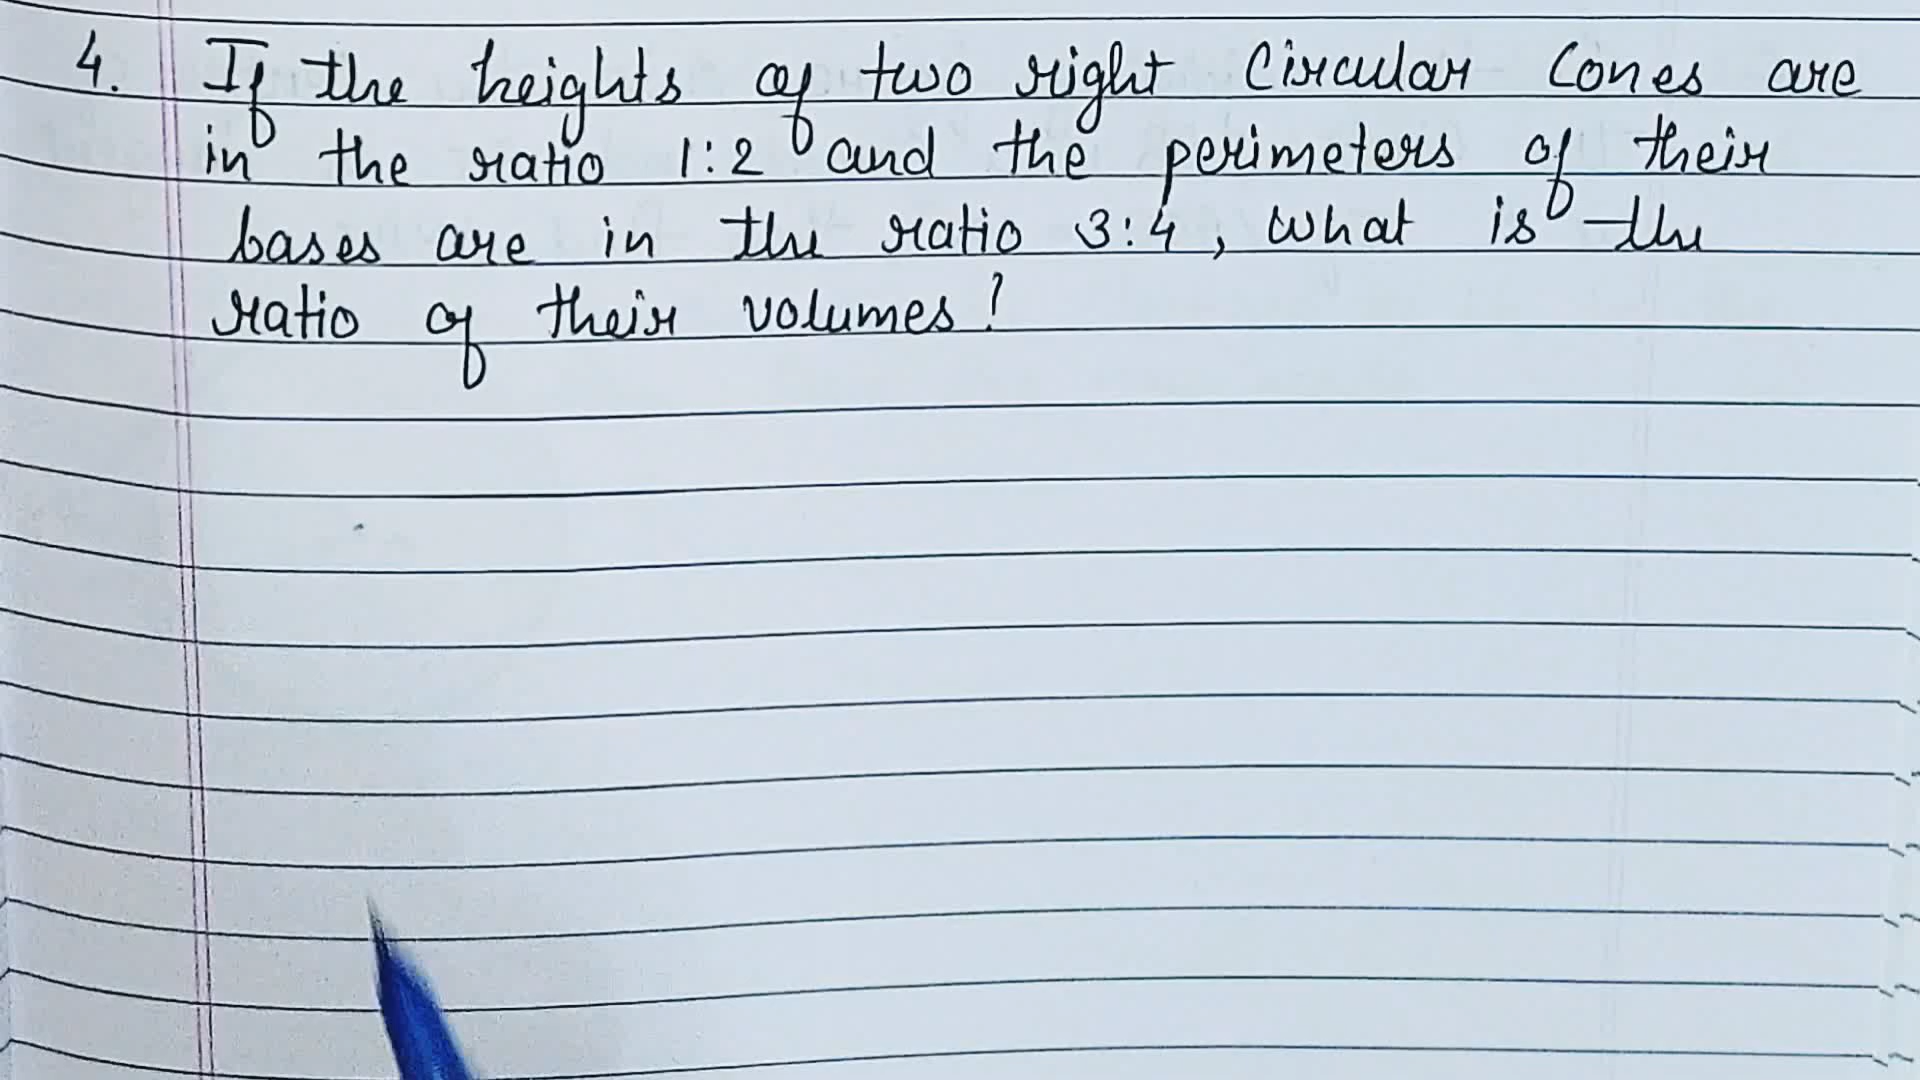 4. If the heights of two right Circular Cones are
in the ratio 1:2 and the perimeters of their
bases are in the ratio 3:4, what is the
ratio of their volumes?